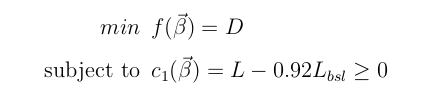 min f(β⃗) = D
subject to c₁(β⃗) = L − 0.92L_bsl ≥ 0